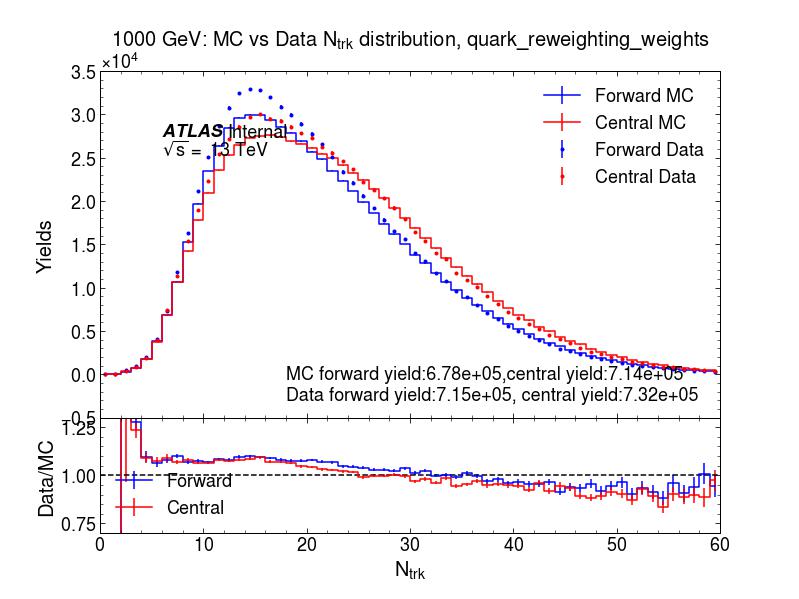 1000 GeV: MC vs Data N_trk distribution, quark_reweighting_weights
×10⁴
3.5
3.0
2.5
2.0
1.5
1.0
0.5
0.0
0.5
Yields
ATLAS Internal
√s = 13 TeV
Forward MC
Central MC
Forward Data
Central Data
MC forward yield:6.78e+05,central yield:7.14e+05
Data forward yield:7.15e+05, central yield:7.32e+05
1.25
1.00
0.75
Data/MC
Forward
Central
0 10 20 30 40 50 60
N_trk